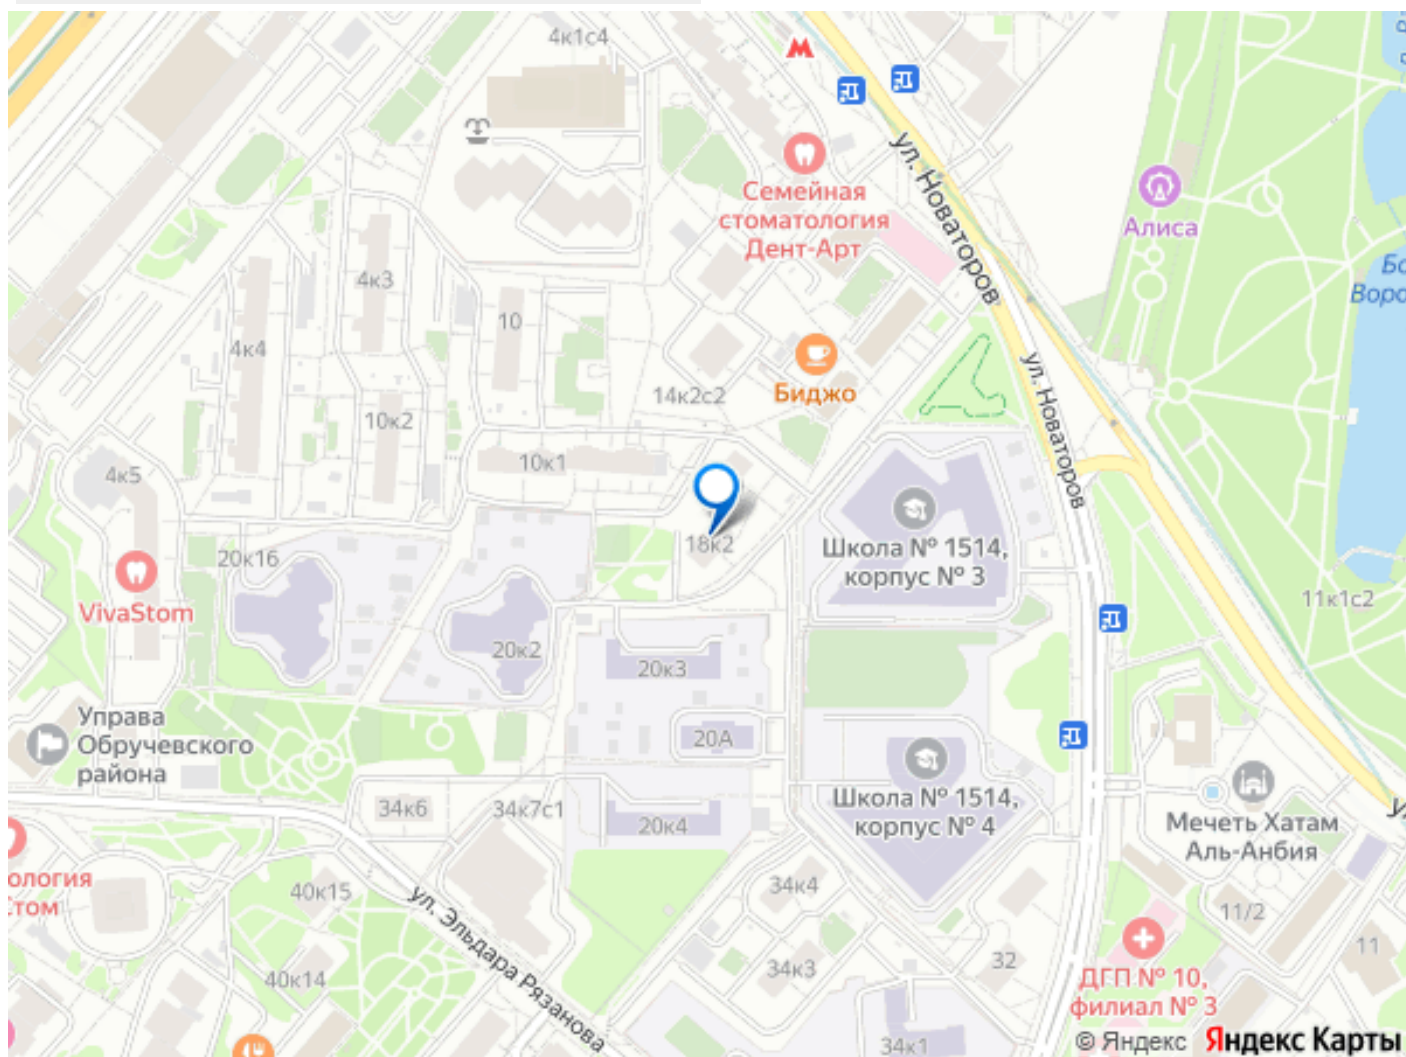 4к1с4
ул. Новаторов
Семейная
стоматология
Дент-Арт
Алиса
4к3
10
4к4
Биджо
14к2с2
ул. Новаторов
10к2
10к1
4к5
18к2
Школа № 1514,
корпус № 3
20к16
VivaStom
11к1с2
20к2
20к3
Управа
Обручевского
района
20А
34к6
34к7с1
20к4
Школа № 1514,
корпус № 4
Мечеть Хатам
Аль-Анбия
ология
40к15
ул. Эльдара Рязанова
34к4
11/2
11
40к14
34к3
32
ДГП № 10,
филиал № 3
34к1
© Яндекс Яндекс Карты